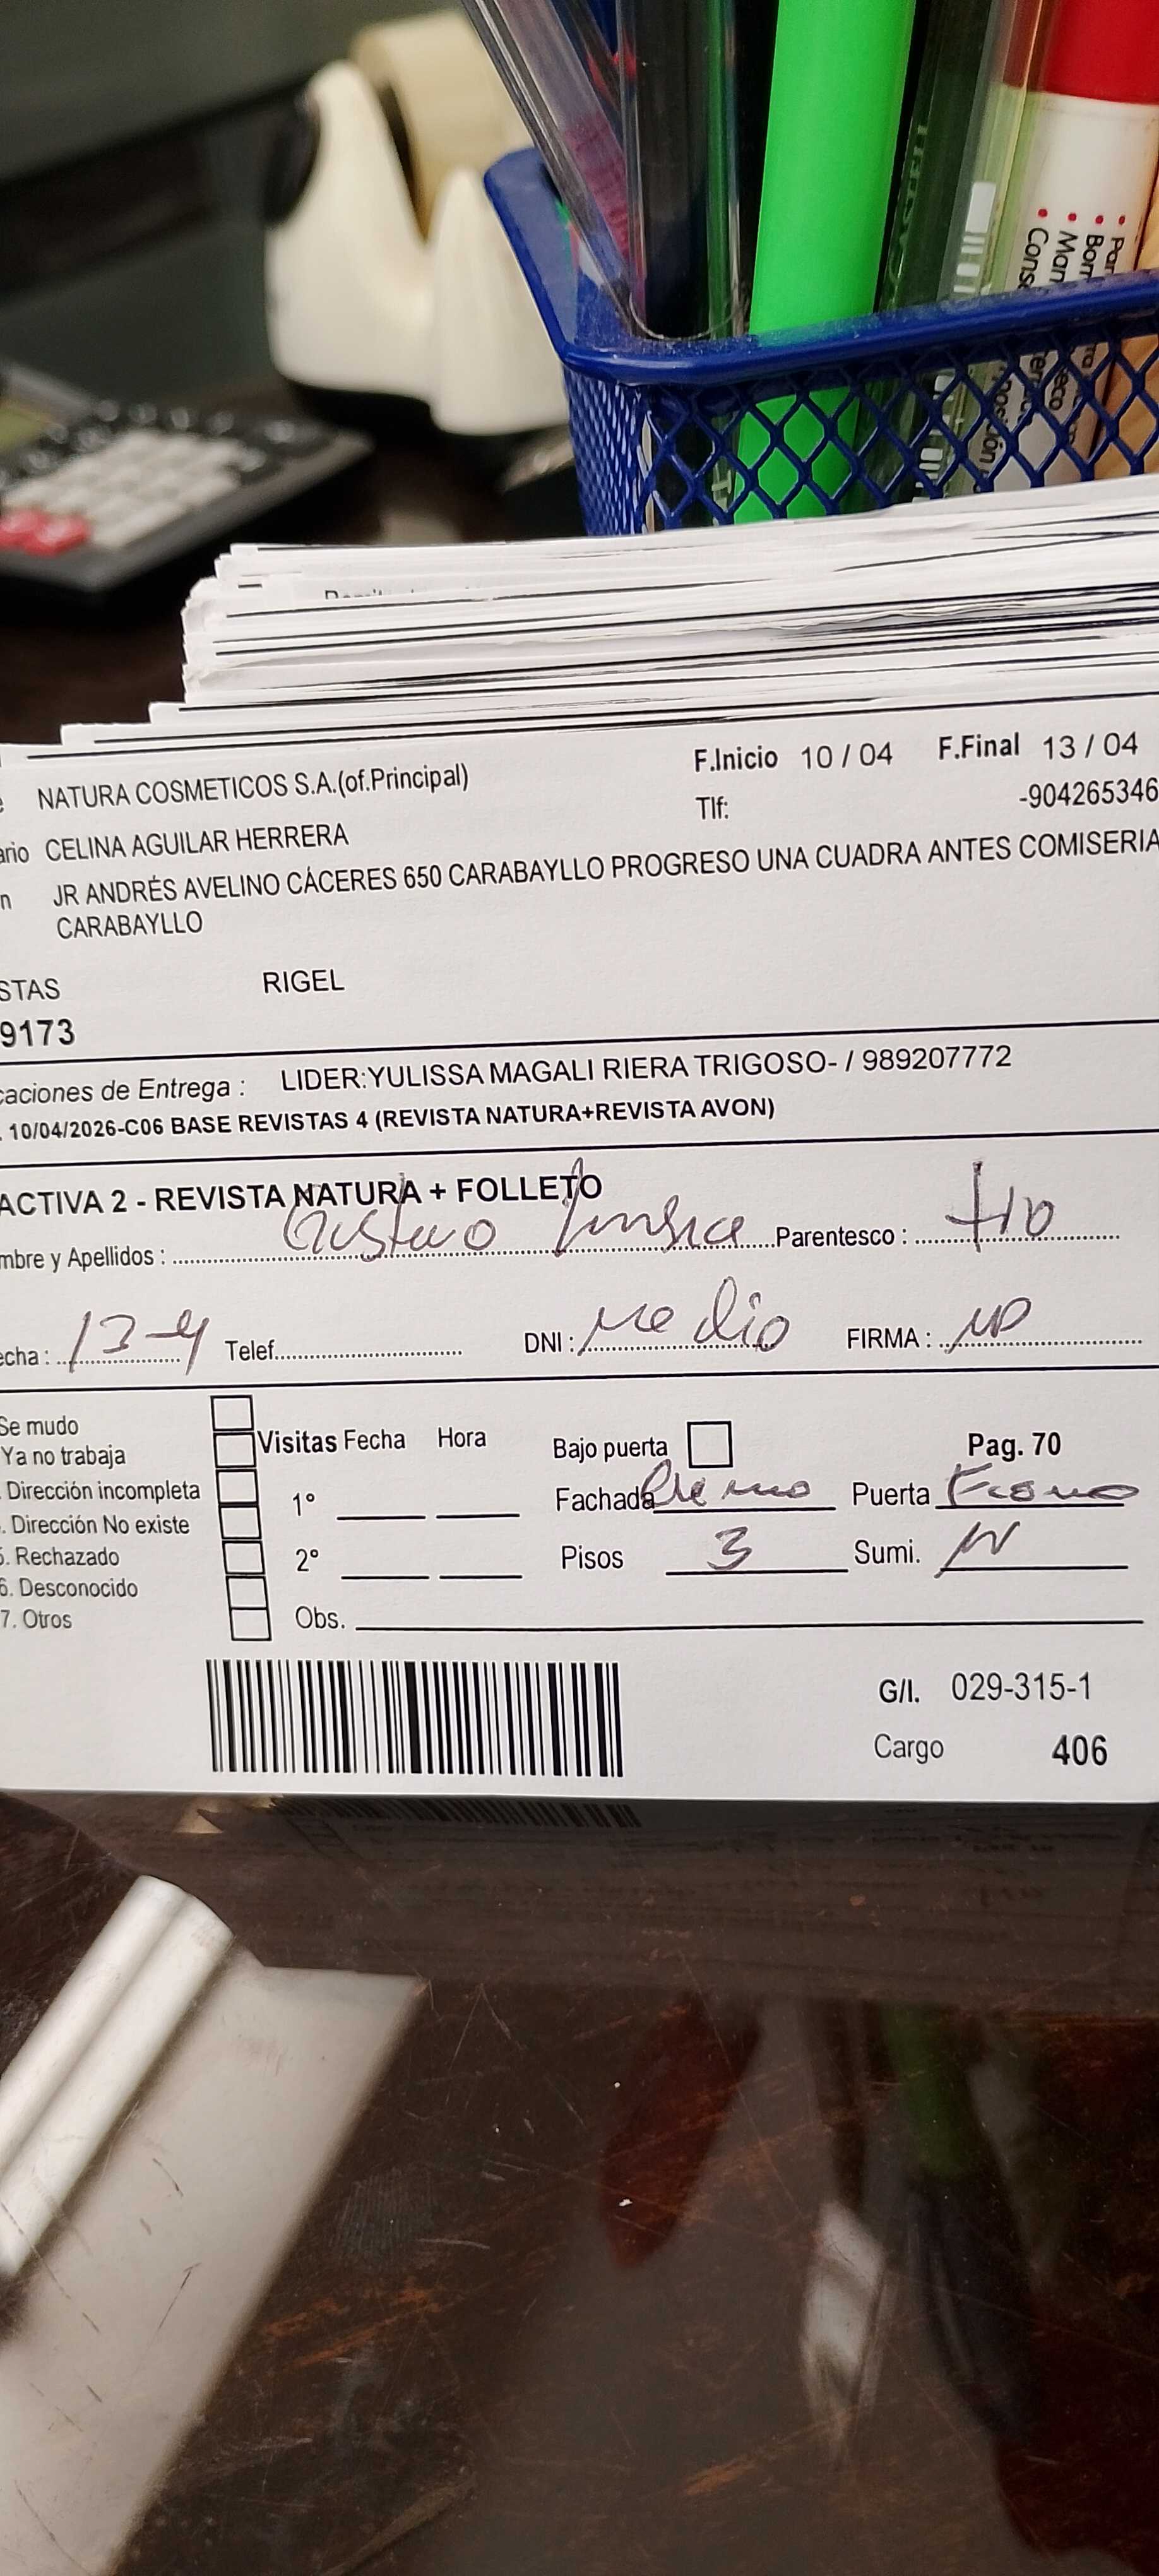 NATURA COSMETICOS S.A.(of.Principal) F.Inicio 10 / 04 F.Final 13 / 04
Tlf: -904265346
ario CELINA AGUILAR HERRERA
n JR ANDRÉS AVELINO CÁCERES 650 CARABAYLLO PROGRESO UNA CUADRA ANTES COMISERIA
CARABAYLLO
STAS RIGEL
9173
caciones de Entrega : LIDER:YULISSA MAGALI RIERA TRIGOSO- / 989207772
. 10/04/2026-C06 BASE REVISTAS 4 (REVISTA NATURA+REVISTA AVON)
ACTIVA 2 - REVISTA NATURA + FOLLETO
mbre y Apellidos : Gustavo Parentesco : tio
echa : 13-4 Telef. DNI : Me dio FIRMA :
Se mudo
Ya no trabaja Visitas Fecha Hora Bajo puerta Pag. 70
. Dirección incompleta 1° Fachada Cremo Puerta Fierro
. Dirección No existe
5. Rechazado 2° Pisos 3 Sumi. N
6. Desconocido
7. Otros Obs.
G/I. 029-315-1
Cargo 406